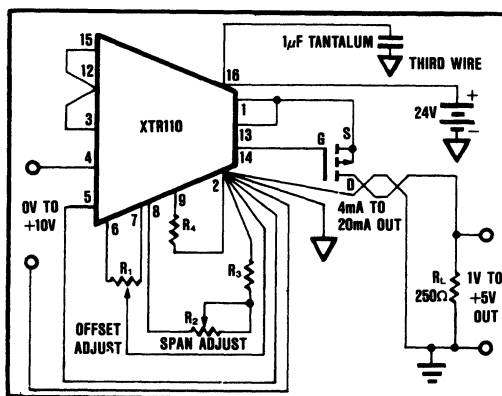 15
1µF TANTALUM
THIRD WIRE
12
16
XTR110
1
3
13
24V
+
−
G
S
14
4
2
D
0V TO
+10V
5
9
4mA TO
20mA OUT
6
7
8
R4
R3
R1
RL
250Ω
1V TO
+5V
OUT
R2
OFFSET
ADJUST
SPAN ADJUST